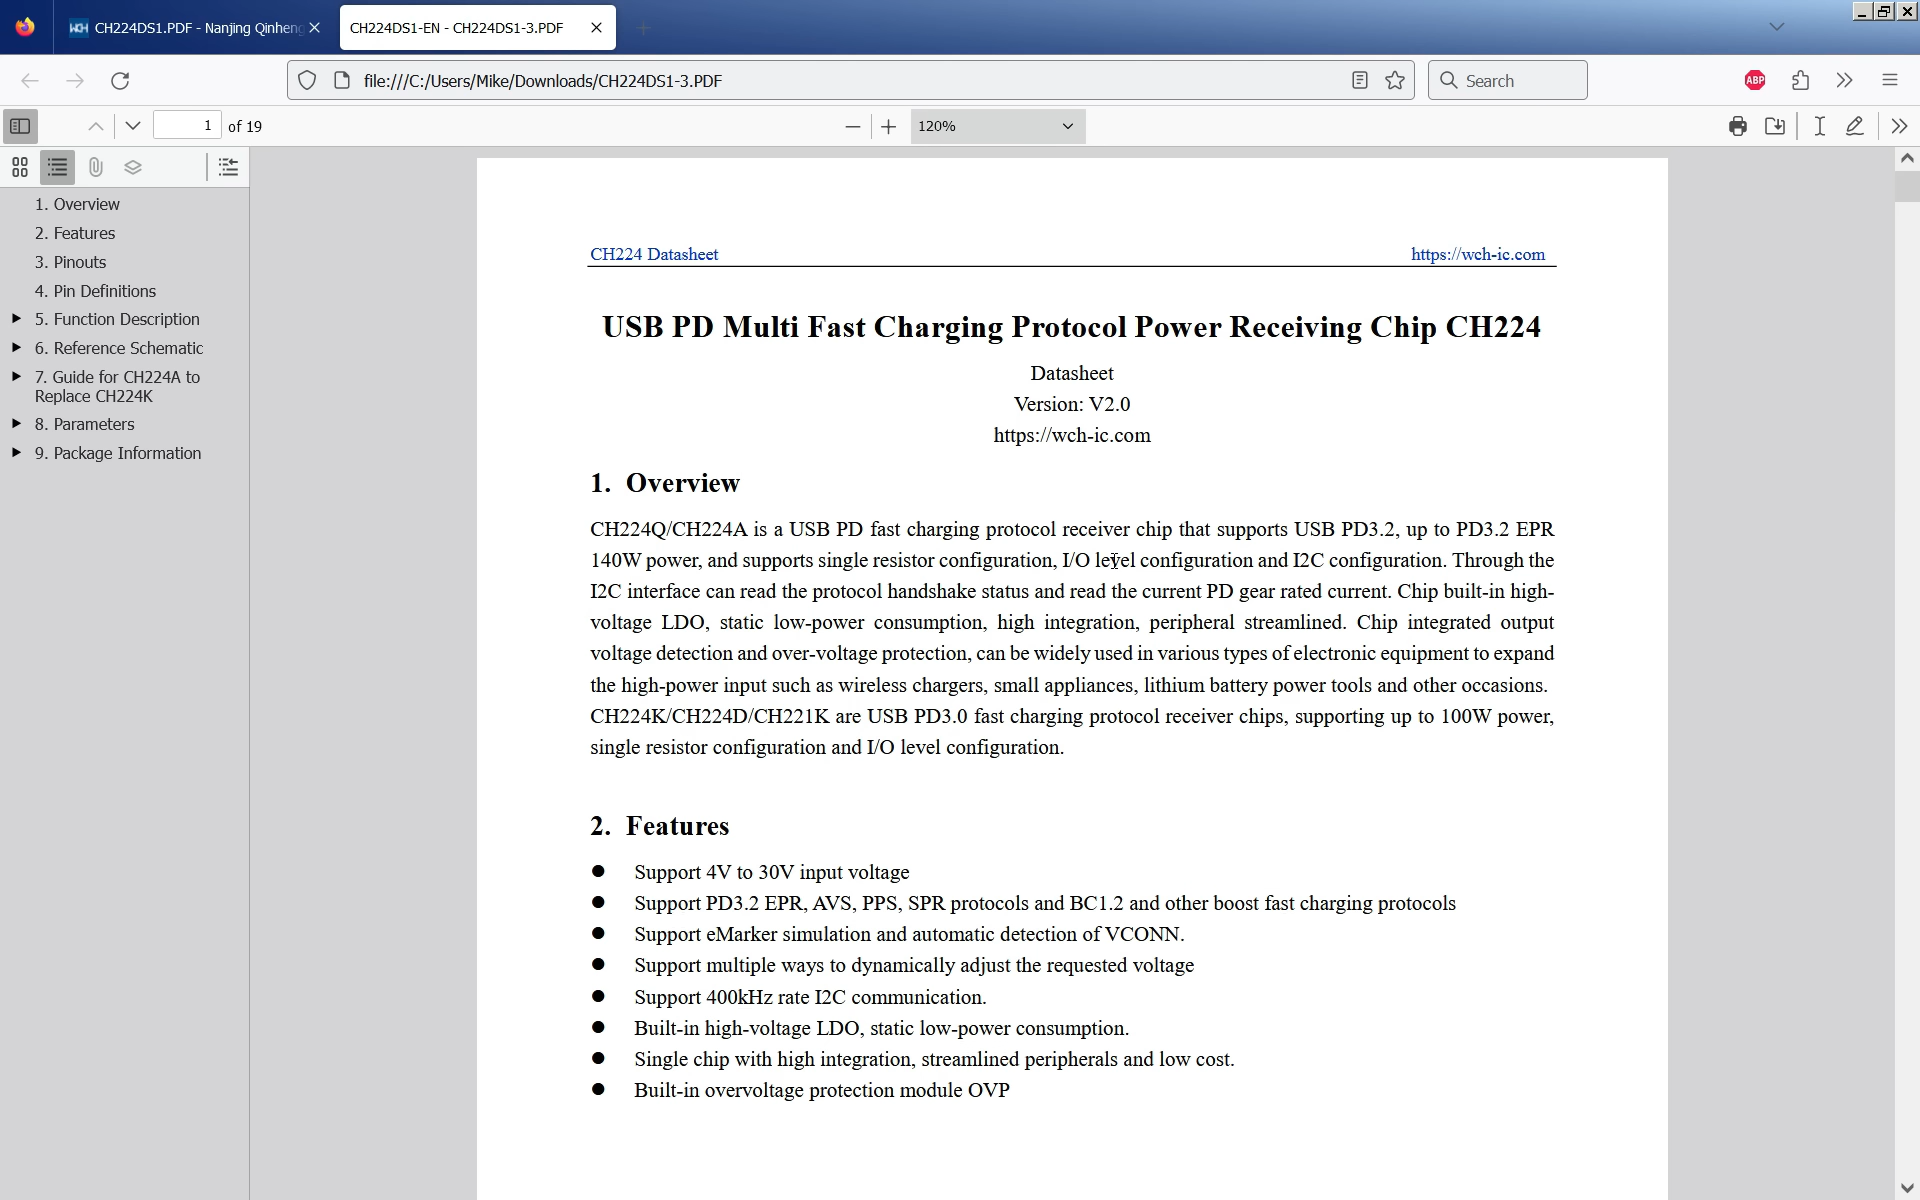 CH224DS1.PDF - Nanjing Qinheng
CH224DS1-EN - CH224DS1-3.PDF
file:///C:/Users/Mike/Downloads/CH224DS1-3.PDF
Search
ABP
1 of 19
120%
1. Overview
2. Features
3. Pinouts
4. Pin Definitions
5. Function Description
6. Reference Schematic
7. Guide for CH224A to
Replace CH224K
8. Parameters
9. Package Information
CH224 Datasheet https://wch-ic.com
USB PD Multi Fast Charging Protocol Power Receiving Chip CH224
Datasheet
Version: V2.0
https://wch-ic.com
1. Overview
CH224Q/CH224A is a USB PD fast charging protocol receiver chip that supports USB PD3.2, up to PD3.2 EPR
140W power, and supports single resistor configuration, I/O level configuration and I2C configuration. Through the
I2C interface can read the protocol handshake status and read the current PD gear rated current. Chip built-in high-
voltage LDO, static low-power consumption, high integration, peripheral streamlined. Chip integrated output
voltage detection and over-voltage protection, can be widely used in various types of electronic equipment to expand
the high-power input such as wireless chargers, small appliances, lithium battery power tools and other occasions.
CH224K/CH224D/CH221K are USB PD3.0 fast charging protocol receiver chips, supporting up to 100W power,
single resistor configuration and I/O level configuration.
2. Features
● Support 4V to 30V input voltage
● Support PD3.2 EPR, AVS, PPS, SPR protocols and BC1.2 and other boost fast charging protocols
● Support eMarker simulation and automatic detection of VCONN.
● Support multiple ways to dynamically adjust the requested voltage
● Support 400kHz rate I2C communication.
● Built-in high-voltage LDO, static low-power consumption.
● Single chip with high integration, streamlined peripherals and low cost.
● Built-in overvoltage protection module OVP